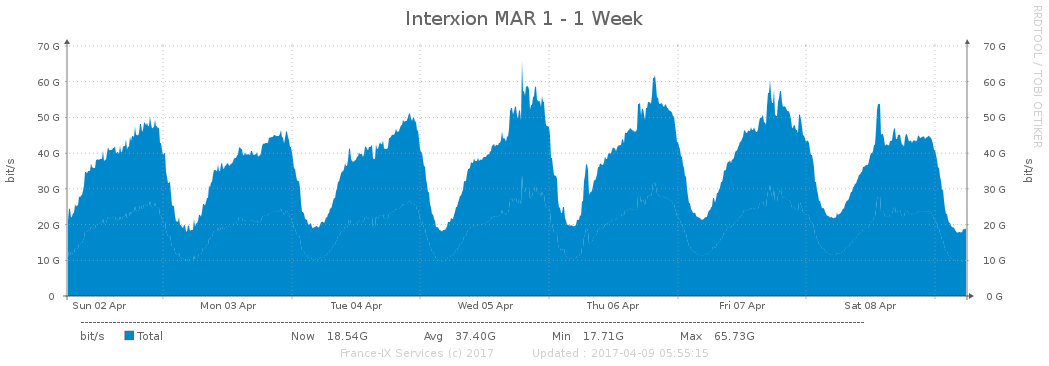 Interxion MAR 1 - 1 Week
RRDTOOL / TOBI OETIKER
70 G 70 G
60 G 60 G
50 G 50 G
40 G 40 G
30 G 30 G
20 G 20 G
10 G 10 G
0 0 G
bit/s bit/s
Sun 02 Apr Mon 03 Apr Tue 04 Apr Wed 05 Apr Thu 06 Apr Fri 07 Apr Sat 08 Apr
bit/s Total Now 18.54G Avg 37.40G Min 17.71G Max 65.73G
France-IX Services (c) 2017 Updated : 2017-04-09 05:55:15